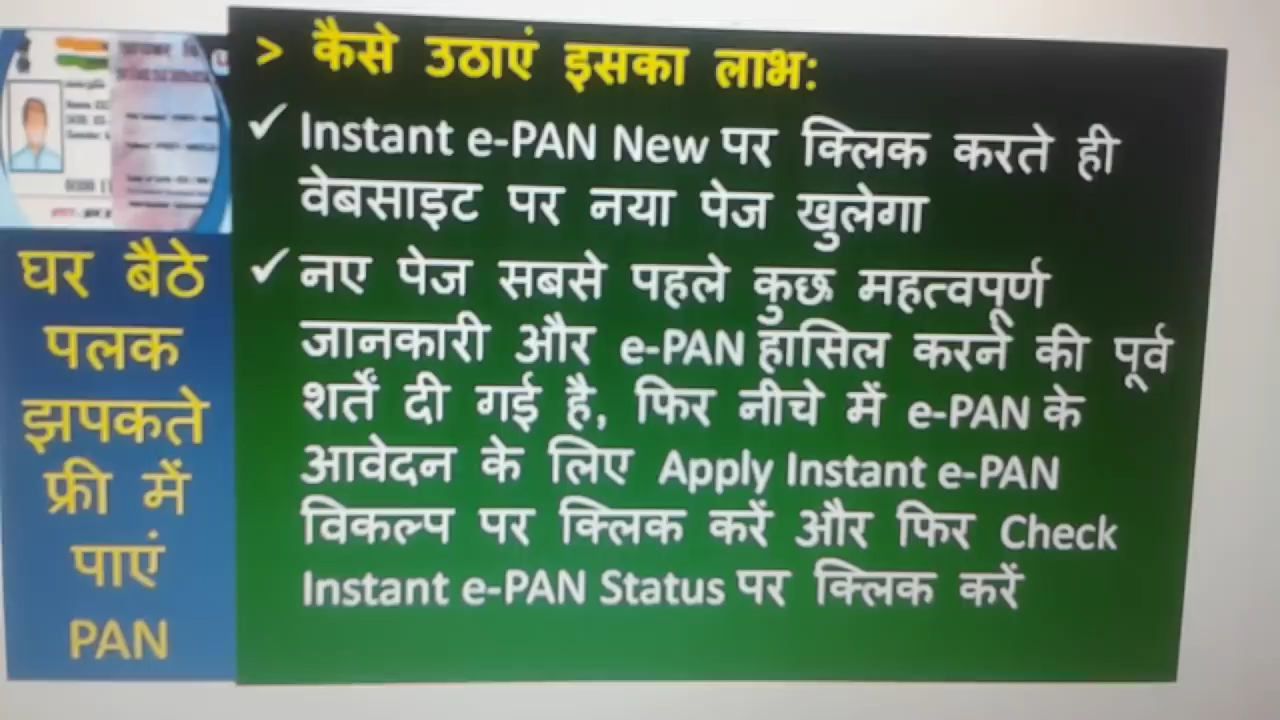 > कैसे उठाएं इसका लाभ:
✓ Instant e-PAN New पर क्लिक करते ही
वेबसाइट पर नया पेज खुलेगा
✓ नए पेज सबसे पहले कुछ महत्वपूर्ण
जानकारी और e-PAN हासिल करने की पूर्व
शर्तें दी गई है, फिर नीचे में e-PAN के
आवेदन के लिए Apply Instant e-PAN
विकल्प पर क्लिक करें और फिर Check
Instant e-PAN Status पर क्लिक करें
घर बैठे
पलक
झपकते
फ्री में
पाएं
PAN